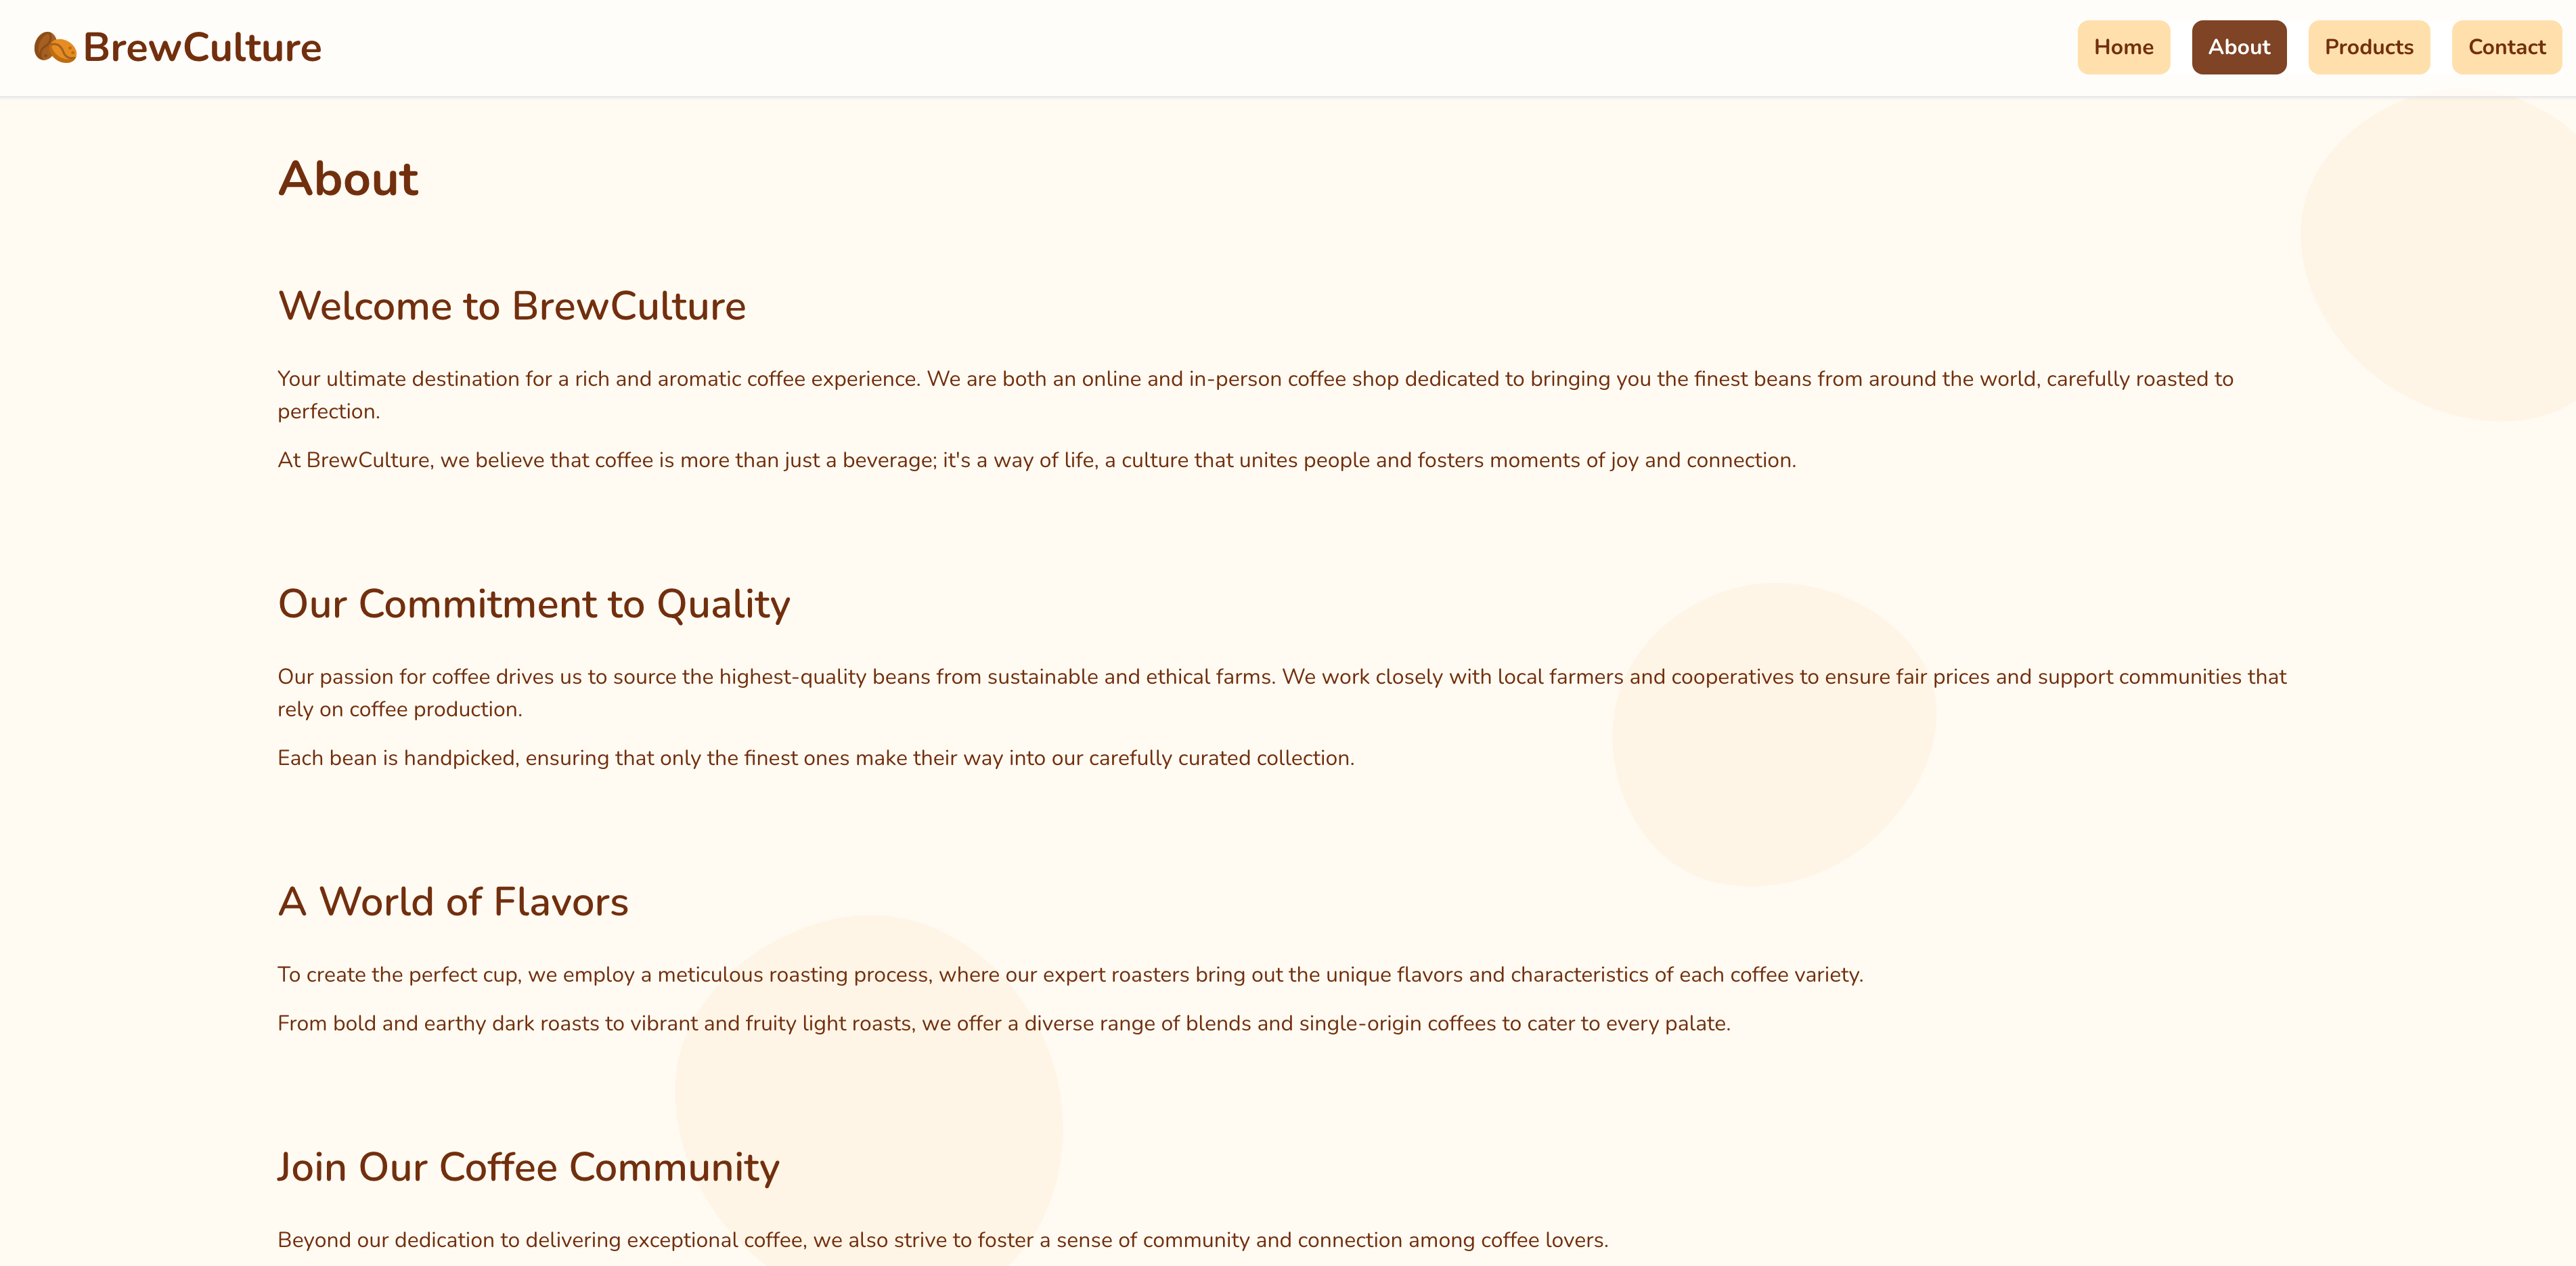 BrewCulture
Home
About
Products
Contact
About
Welcome to BrewCulture
Your ultimate destination for a rich and aromatic coffee experience. We are both an online and in-person coffee shop dedicated to bringing you the finest beans from around the world, carefully roasted to
perfection.
At BrewCulture, we believe that coffee is more than just a beverage; it's a way of life, a culture that unites people and fosters moments of joy and connection.
Our Commitment to Quality
Our passion for coffee drives us to source the highest-quality beans from sustainable and ethical farms. We work closely with local farmers and cooperatives to ensure fair prices and support communities that
rely on coffee production.
Each bean is handpicked, ensuring that only the finest ones make their way into our carefully curated collection.
A World of Flavors
To create the perfect cup, we employ a meticulous roasting process, where our expert roasters bring out the unique flavors and characteristics of each coffee variety.
From bold and earthy dark roasts to vibrant and fruity light roasts, we offer a diverse range of blends and single-origin coffees to cater to every palate.
Join Our Coffee Community
Beyond our dedication to delivering exceptional coffee, we also strive to foster a sense of community and connection among coffee lovers.